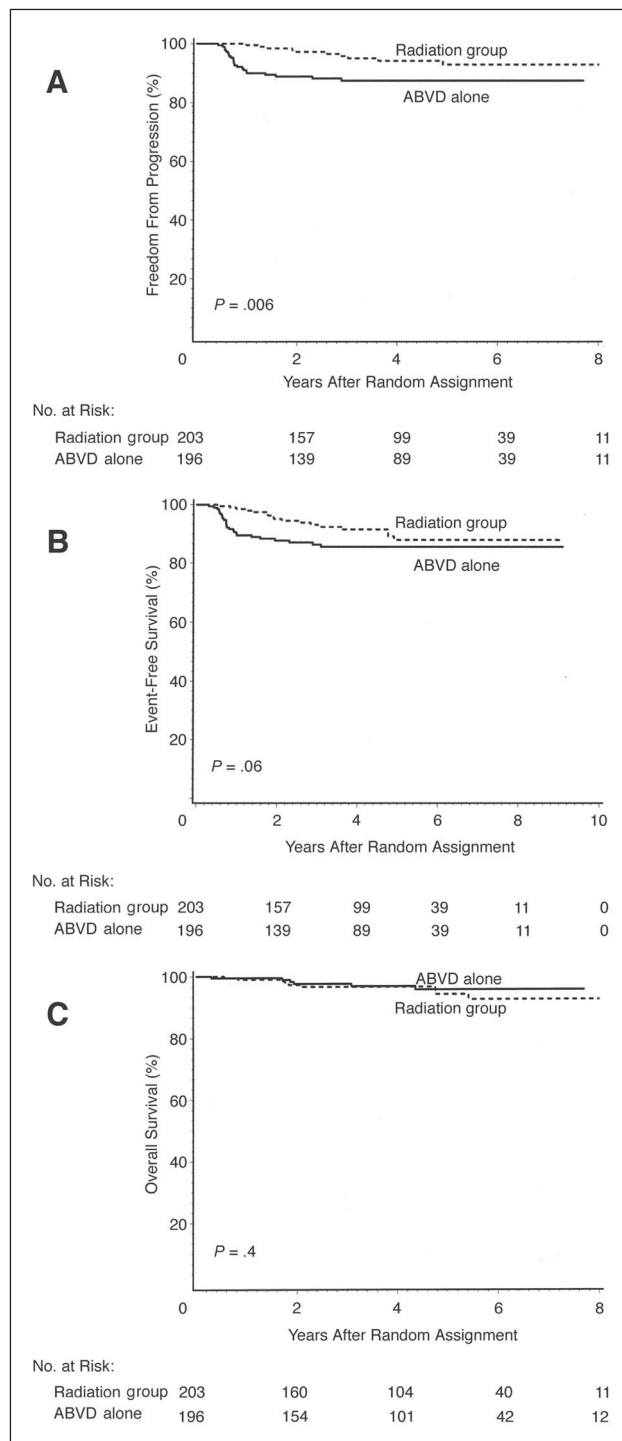 A
Freedom From Progression (%)
100
80
60
40
20
0
2
4
6
8
Radiation group
ABVD alone
P = .006
Years After Random Assignment
No. at Risk:
Radiation group 203 157 99 39 11
ABVD alone 196 139 89 39 11
B
Event-Free Survival (%)
100
80
60
40
20
0
2
4
6
8
10
Radiation group
ABVD alone
P = .06
Years After Random Assignment
No. at Risk:
Radiation group 203 157 99 39 11 0
ABVD alone 196 139 89 39 11 0
C
Overall Survival (%)
100
80
60
40
20
0
2
4
6
8
ABVD alone
Radiation group
P = .4
Years After Random Assignment
No. at Risk:
Radiation group 203 160 104 40 11
ABVD alone 196 154 101 42 12